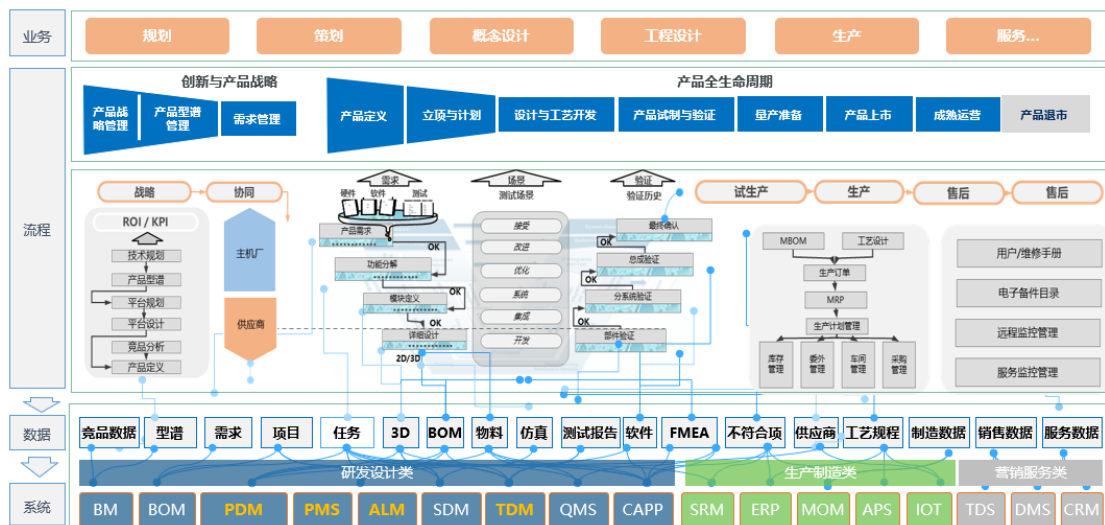 业务
规划
策划
概念设计
工程设计
生产
服务...
流程
创新与产品战略
产品全生命周期
产品战
略管理
产品型谱
管理
需求管理
产品定义
立项与计划
设计与工艺开发
产品试制与验证
量产准备
产品上市
成熟运营
产品退市
战略
协同
ROI / KPI
技术规划
产品型谱
平台规划
平台设计
竞品分析
产品定义
主机厂
供应商
需求
硬件
软件
测试
产品需求
OK
功能分解
OK
模块定义
OK
详细设计
2D/3D
场景
测试场景
接受
改进
优化
系统
集成
开发
验证
验证历史
最终确认
OK
总成验证
OK
分系统验证
OK
部件验证
试生产
生产
售后
售后
MBOM
工艺设计
生产订单
MRP
生产计划管理
库存
管理
委外
管理
车间
管理
采购
管理
用户/维修手册
电子备件目录
远程监控管理
服务监控管理
数据
竞品数据
型谱
需求
项目
任务
3D
BOM
物料
仿真
测试报告
软件
FMEA
不符合项
供应商
工艺规程
制造数据
销售数据
服务数据
研发设计类
生产制造类
营销服务类
系统
BM
BOM
PDM
PMS
ALM
SDM
TDM
QMS
CAPP
SRM
ERP
MOM
APS
IOT
TDS
DMS
CRM